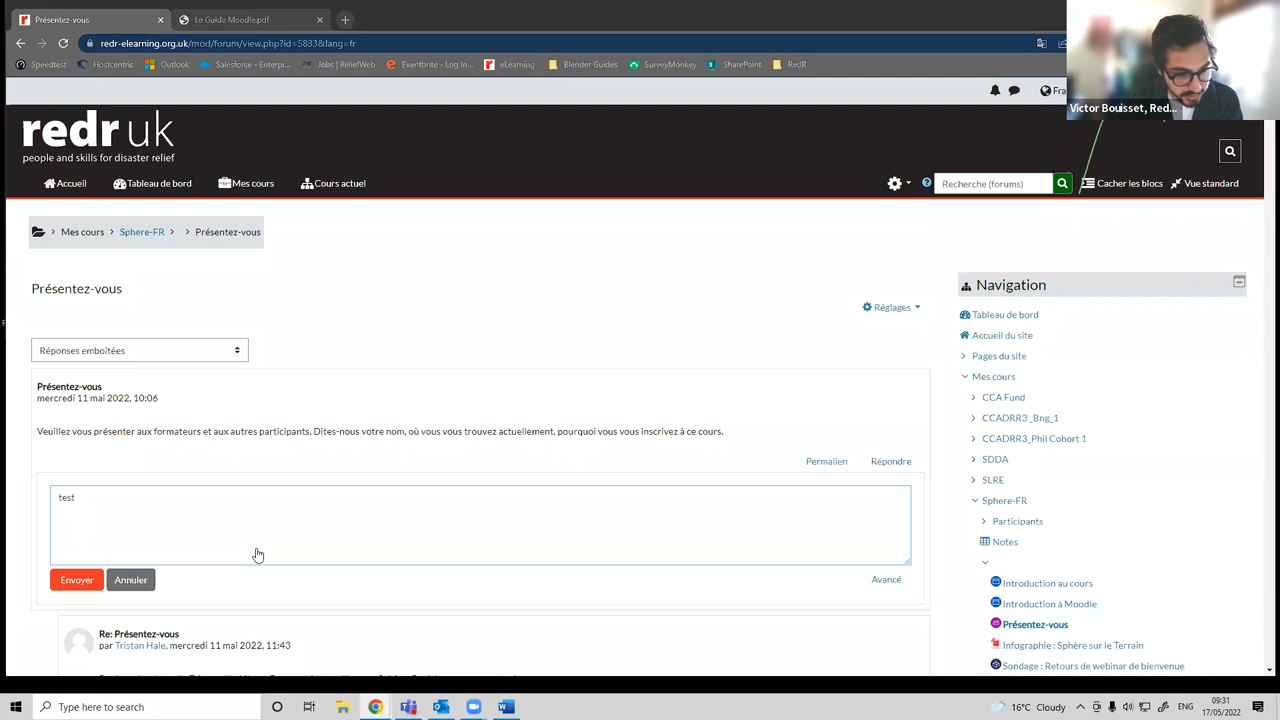 Présentez-vous
Le Guide Moodle.pdf
redr-elearning.org.uk/mod/forum/view.php?id=5833&lang=fr
Speedtest
Hostcentric
Outlook
Salesforce - Enterpr...
Jobs | ReliefWeb
Eventbrite - Log In...
eLearning
Blender Guides
SurveyMonkey
SharePoint
RedR
Victor Bouisset, Red...
redr uk
people and skills for disaster relief
Accueil
Tableau de bord
Mes cours
Cours actuel
Recherche (forums)
Cacher les blocs
Vue standard
Mes cours
Sphere-FR
Présentez-vous
Présentez-vous
Réglages
Réponses emboîtées
Présentez-vous
mercredi 11 mai 2022, 10:06
Veuillez vous présenter aux formateurs et aux autres participants. Dites-nous votre nom, où vous vous trouvez actuellement, pourquoi vous vous inscrivez à ce cours.
Permalien
Répondre
test
Envoyer
Annuler
Avancé
Re: Présentez-vous
par Tristan Hale, mercredi 11 mai 2022, 11:43
Navigation
Tableau de bord
Accueil du site
Pages du site
Mes cours
CCA Fund
CCADRR3_Bng_1
CCADRR3_Phil Cohort 1
SDDA
SLRE
Sphere-FR
Participants
Notes
Introduction au cours
Introduction à Moodle
Présentez-vous
Infographie : Sphère sur le Terrain
Sondage : Retours de webinar de bienvenue
Type here to search
16°C Cloudy
ENG
09:31
17/05/2022